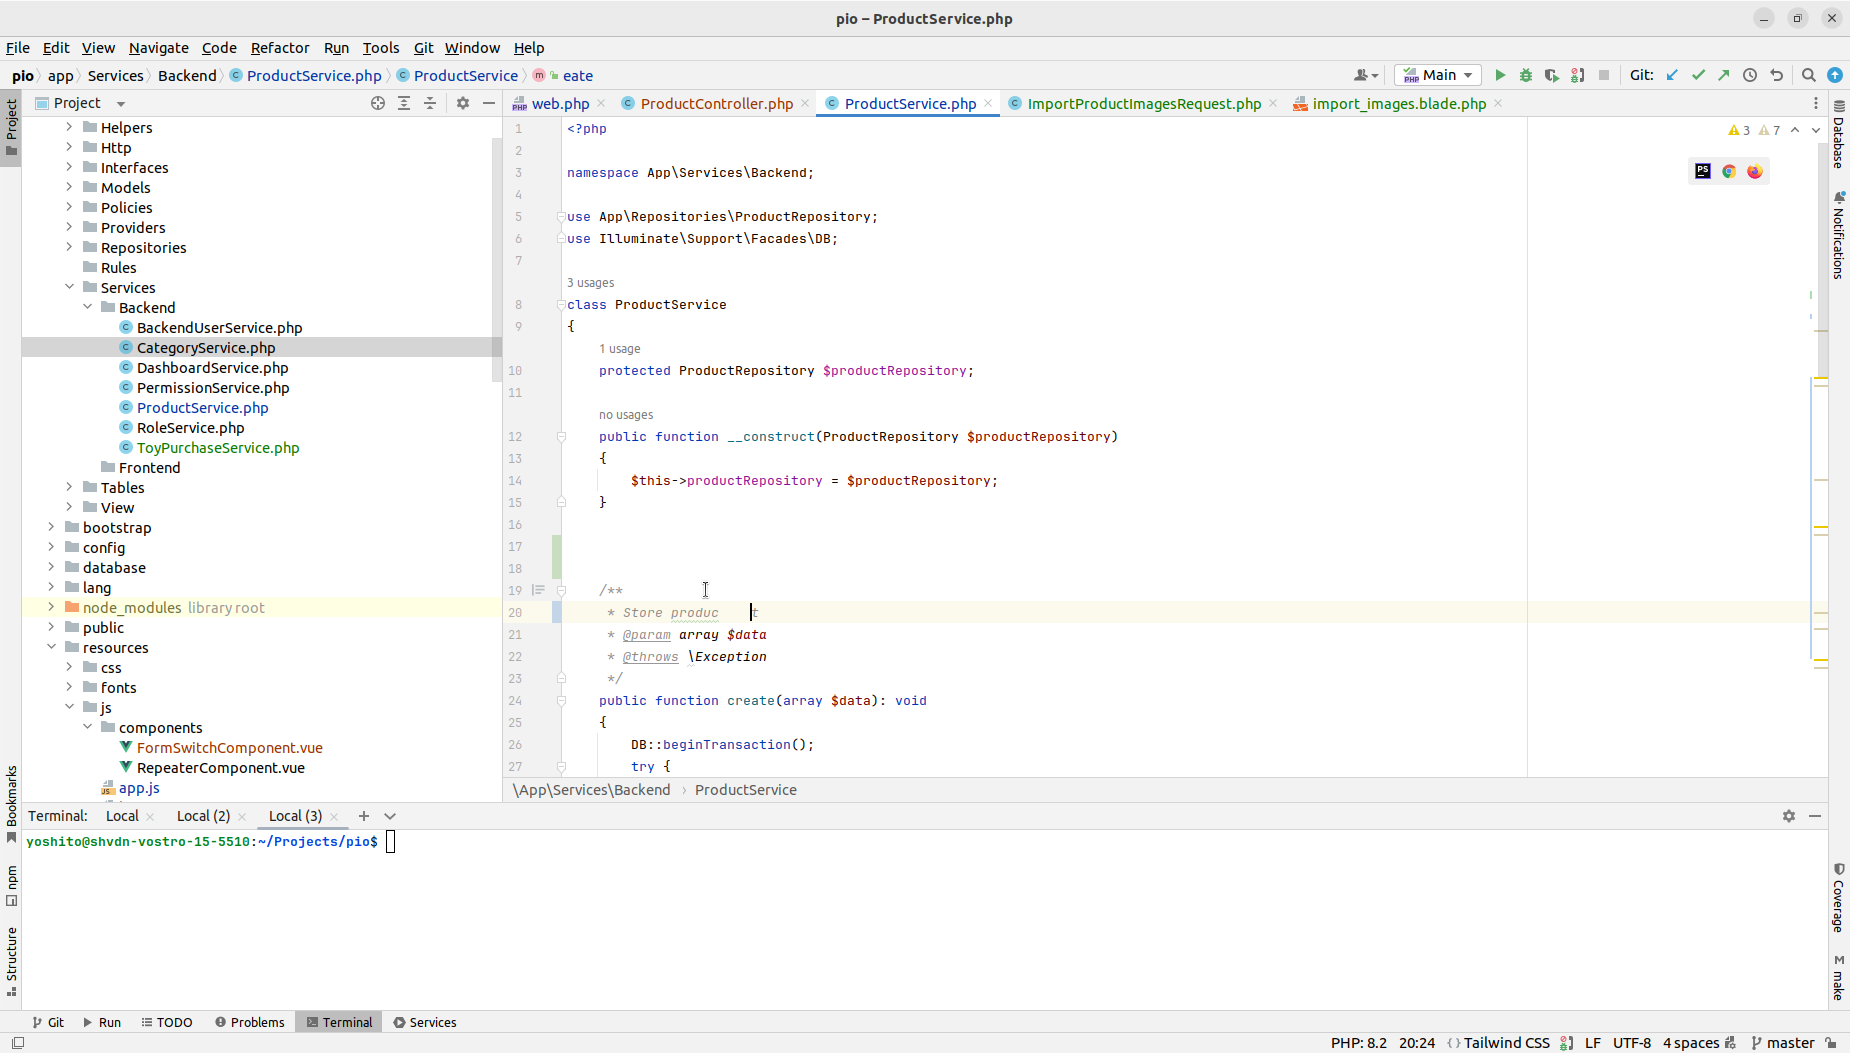 pio – ProductService.php
File Edit View Navigate Code Refactor Run Tools Git Window Help
pio app Services Backend ProductService.php ProductService m eate
Main Git:
Project
Project
web.php ProductController.php ProductService.php ImportProductImagesRequest.php import_images.blade.php
Helpers
Http
Interfaces
Models
Policies
Providers
Repositories
Rules
Services
Backend
BackendUserService.php
CategoryService.php
DashboardService.php
PermissionService.php
ProductService.php
RoleService.php
ToyPurchaseService.php
Frontend
Tables
View
bootstrap
config
database
lang
node_modules library root
public
resources
css
fonts
js
components
FormSwitchComponent.vue
RepeaterComponent.vue
app.js
3 7
1 <?php
2
3 namespace App\Services\Backend;
4
5 use App\Repositories\ProductRepository;
6 use Illuminate\Support\Facades\DB;
7
3 usages
8 class ProductService
9 {
1 usage
10 protected ProductRepository $productRepository;
11
no usages
12 public function __construct(ProductRepository $productRepository)
13 {
14 $this->productRepository = $productRepository;
15 }
16
17
18
19 /**
20 * Store produc t
21 * @param array $data
22 * @throws \Exception
23 */
24 public function create(array $data): void
25 {
26 DB::beginTransaction();
27 try {
\App\Services\Backend › ProductService
Database
Notifications
Coverage
make
Bookmarks
npm
Structure
Terminal: Local Local (2) Local (3)
yoshito@shvdn-vostro-15-5510:~/Projects/pio$
Git Run TODO Problems Terminal Services
PHP: 8.2 20:24 Tailwind CSS LF UTF-8 4 spaces master